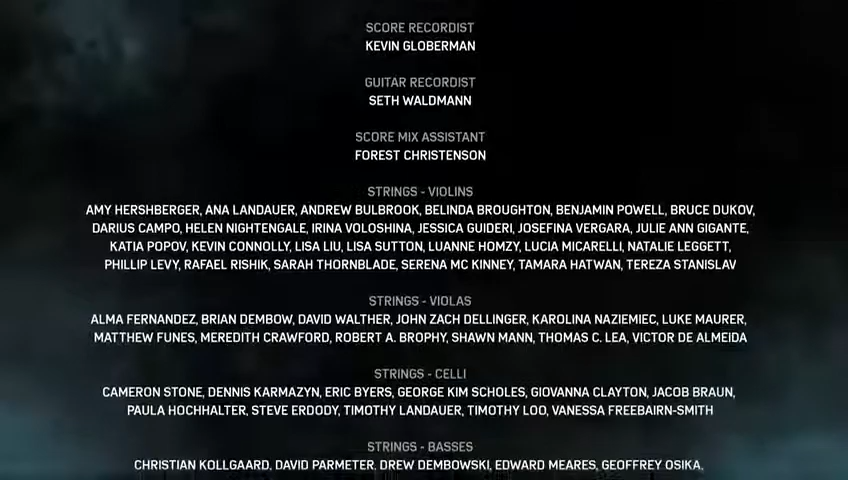 SCORE RECORDIST
KEVIN GLOBERMAN
GUITAR RECORDIST
SETH WALDMANN
SCORE MIX ASSISTANT
FOREST CHRISTENSON
STRINGS - VIOLINS
AMY HERSHBERGER, ANA LANDAUER, ANDREW BULBROOK, BELINDA BROUGHTON, BENJAMIN POWELL, BRUCE DUKOV,
DARIUS CAMPO, HELEN NIGHTENGALE, IRINA VOLOSHINA, JESSICA GUIDERI, JOSEFINA VERGARA, JULIE ANN GIGANTE,
KATIA POPOV, KEVIN CONNOLLY, LISA LIU, LISA SUTTON, LUANNE HOMZY, LUCIA MICARELLI, NATALIE LEGGETT,
PHILLIP LEVY, RAFAEL RISHIK, SARAH THORNBLADE, SERENA MC KINNEY, TAMARA HATWAN, TEREZA STANISLAV
STRINGS - VIOLAS
ALMA FERNANDEZ, BRIAN DEMBOW, DAVID WALTHER, JOHN ZACH DELLINGER, KAROLINA NAZIEMIEC, LUKE MAURER,
MATTHEW FUNES, MEREDITH CRAWFORD, ROBERT A. BROPHY, SHAWN MANN, THOMAS C. LEA, VICTOR DE ALMEIDA
STRINGS - CELLI
CAMERON STONE, DENNIS KARMAZYN, ERIC BYERS, GEORGE KIM SCHOLES, GIOVANNA CLAYTON, JACOB BRAUN,
PAULA HOCHHALTER, STEVE ERDODY, TIMOTHY LANDAUER, TIMOTHY LOO, VANESSA FREEBAIRN-SMITH
STRINGS - BASSES
CHRISTIAN KOLLGAARD, DAVID PARMETER, DREW DEMBOWSKI, EDWARD MEARES, GEOFFREY OSIKA,